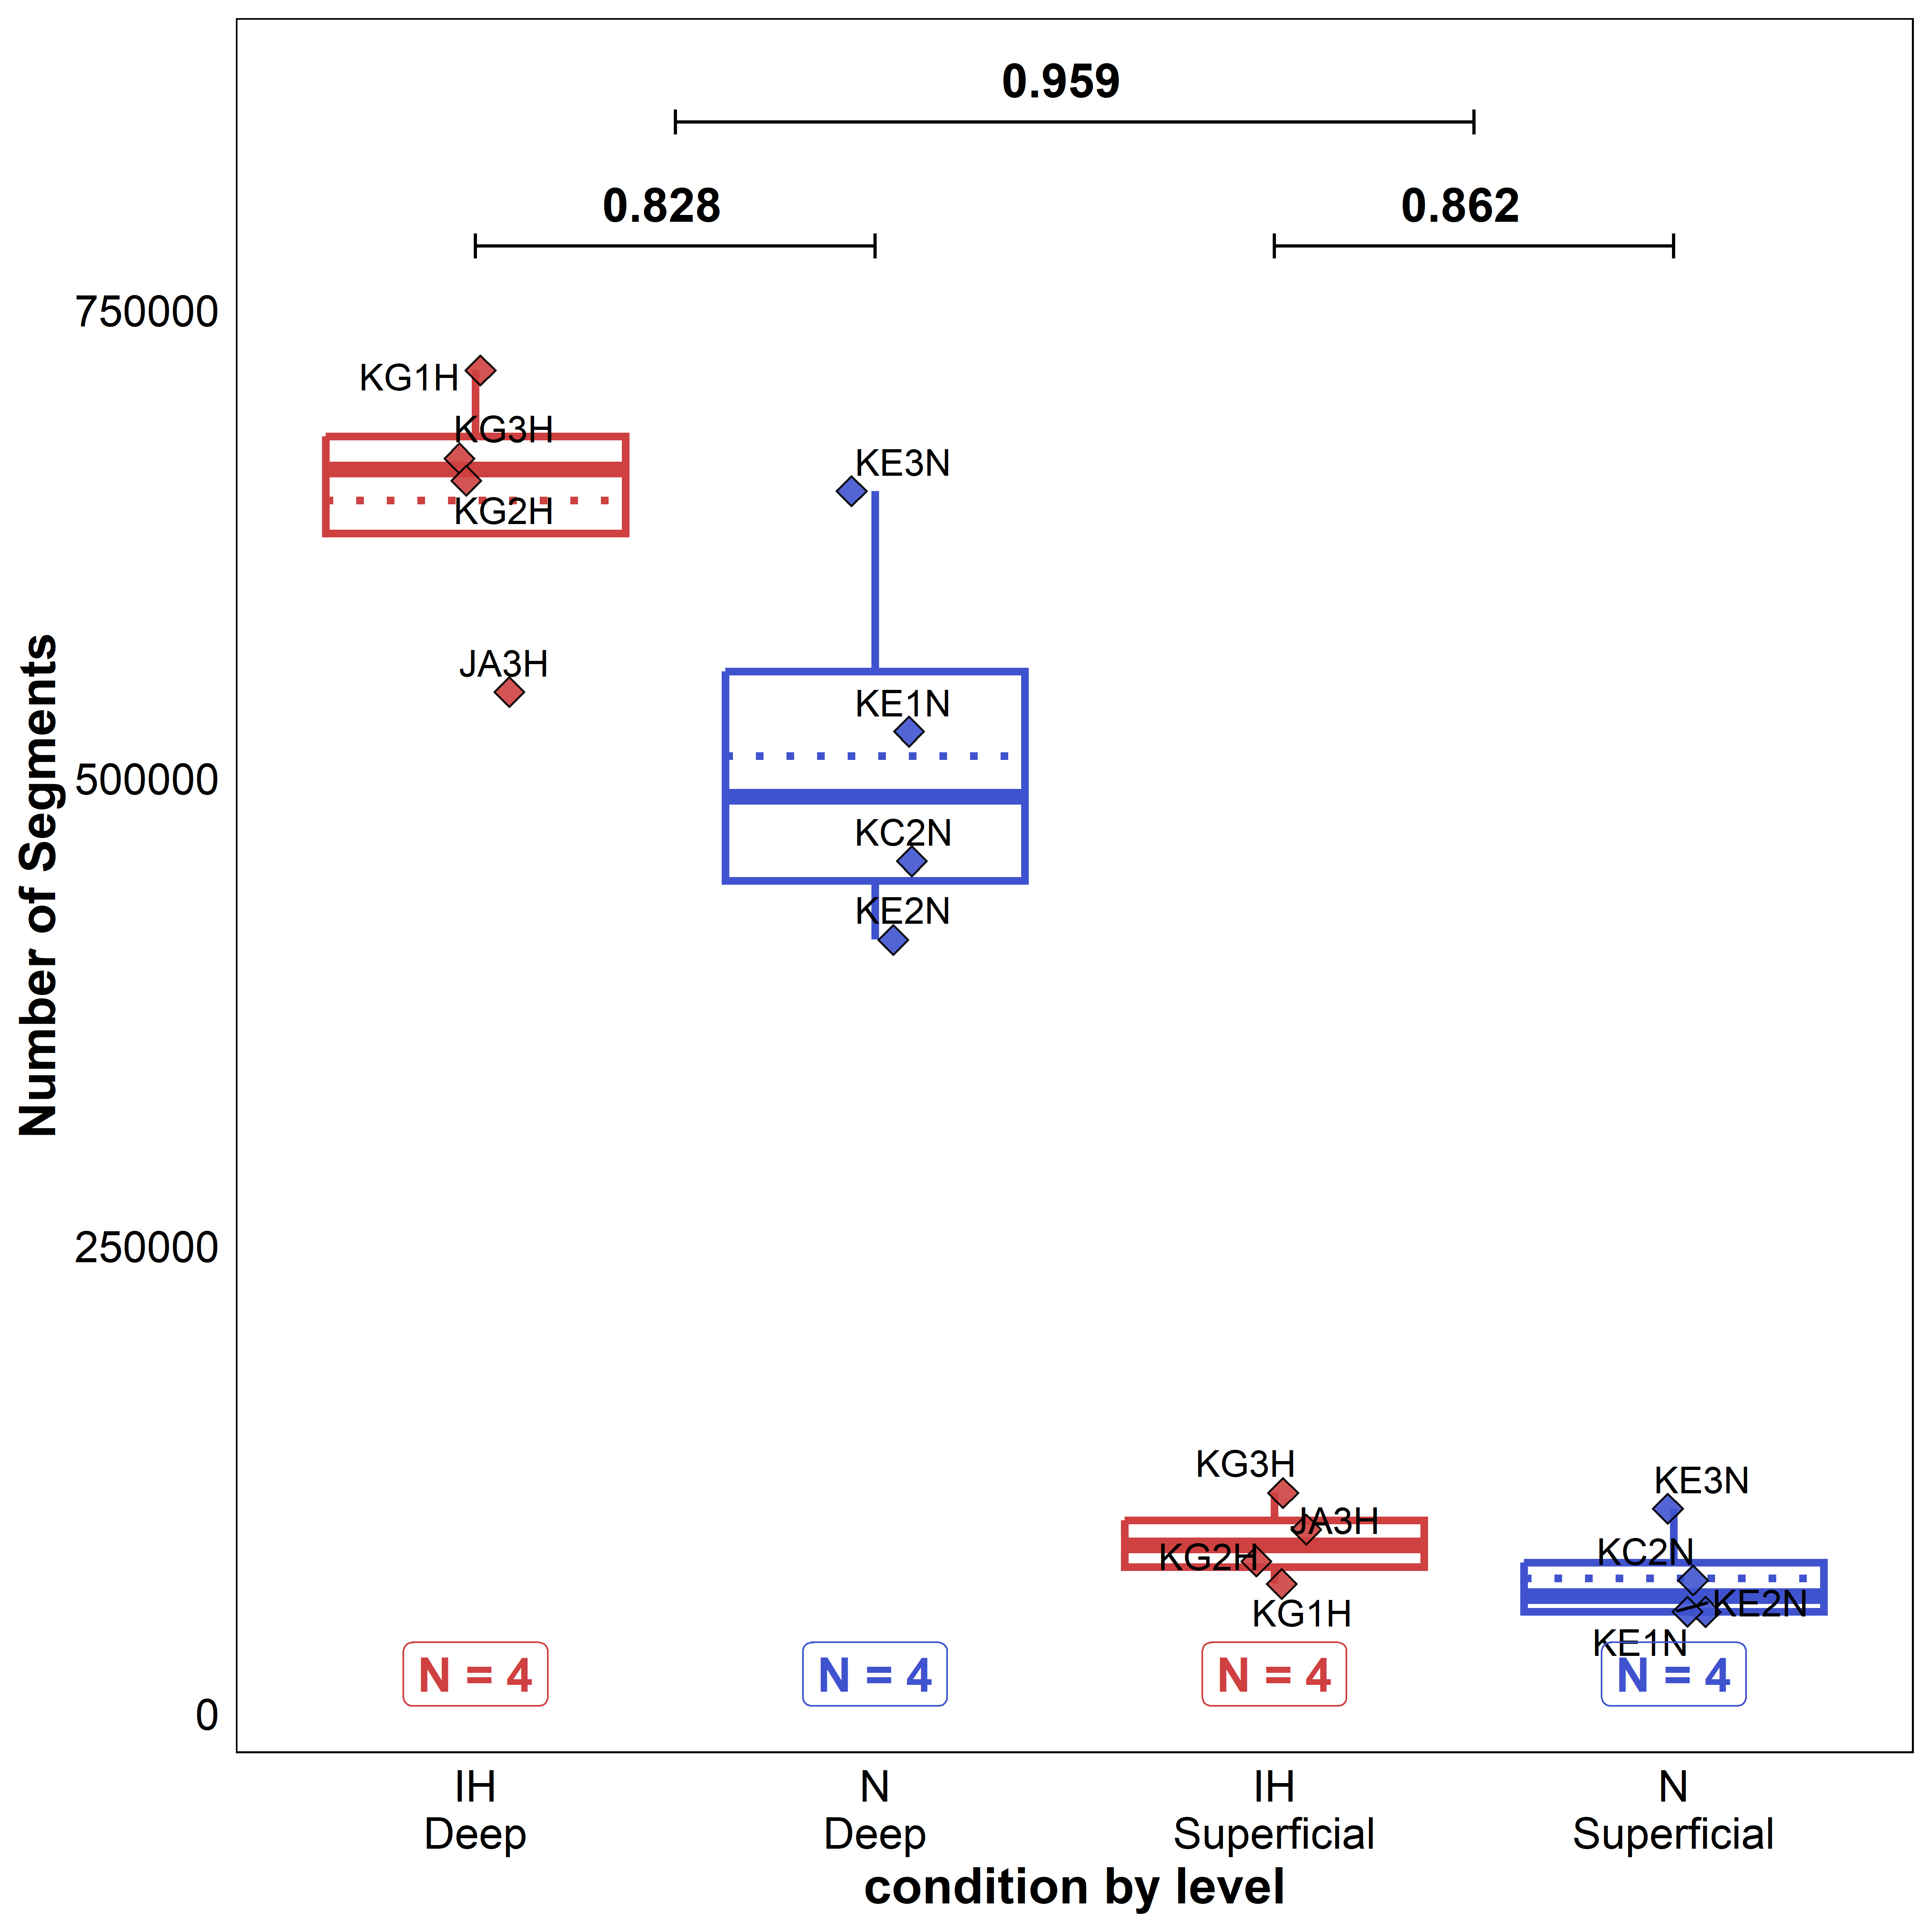 0.959
0.828
0.862
750000
500000
250000
0
Number of Segments
KG1H
KG3H
KG2H
JA3H
KE3N
KE1N
KC2N
KE2N
KG3H
JA3H
KG2H
KG1H
KE3N
KC2N
KE2N
KE1N
N = 4
N = 4
N = 4
N = 4
IH
Deep
N
Deep
IH
Superficial
N
Superficial
condition by level